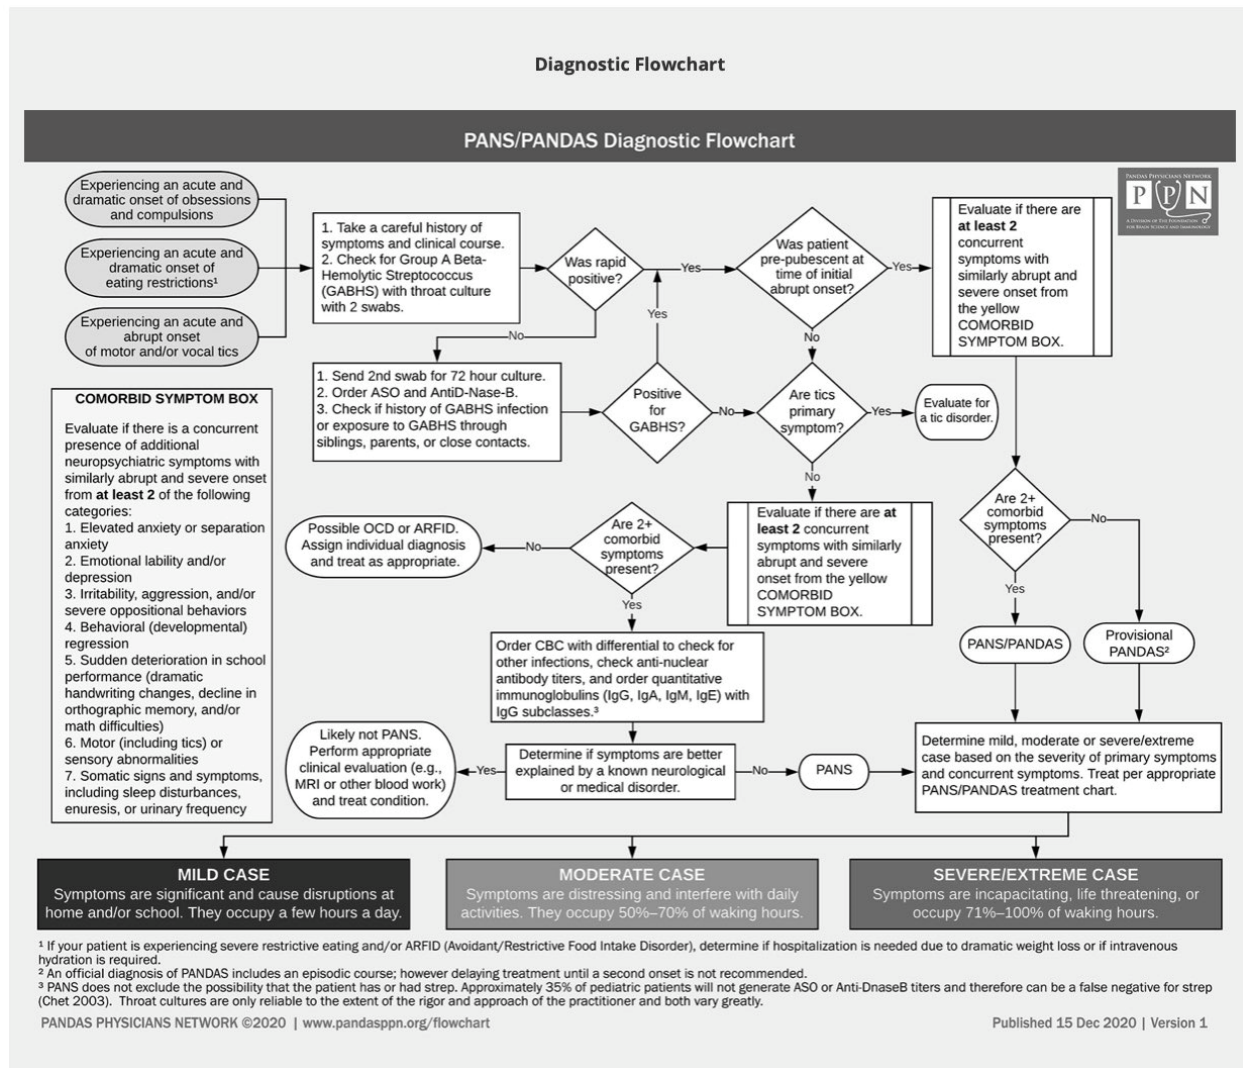 Diagnostic Flowchart
PANS/PANDAS Diagnostic Flowchart
PANDAS PHYSICIANS NETWORK
PPN
A DIVISION OF THE FOUNDATION
FOR BRAIN SCIENCE AND IMMUNOLOGY
Experiencing an acute and
dramatic onset of obsessions
and compulsions
Experiencing an acute and
dramatic onset of
eating restrictions¹
Experiencing an acute and
abrupt onset
of motor and/or vocal tics
1. Take a careful history of
symptoms and clinical course.
2. Check for Group A Beta-
Hemolytic Streptococcus
(GABHS) with throat culture
with 2 swabs.
Was rapid
positive?
Yes
No
Was patient
pre-pubescent at
time of initial
abrupt onset?
Yes
No
Evaluate if there are
at least 2
concurrent
symptoms with
similarly abrupt and
severe onset from
the yellow
COMORBID
SYMPTOM BOX.
1. Send 2nd swab for 72 hour culture.
2. Order ASO and AntiD-Nase-B.
3. Check if history of GABHS infection
or exposure to GABHS through
siblings, parents, or close contacts.
Positive
for
GABHS?
Yes
No
Are tics
primary
symptom?
Yes
No
Evaluate for
a tic disorder.
COMORBID SYMPTOM BOX
Evaluate if there is a concurrent
presence of additional
neuropsychiatric symptoms with
similarly abrupt and severe onset
from at least 2 of the following
categories:
1. Elevated anxiety or separation
anxiety
2. Emotional lability and/or
depression
3. Irritability, aggression, and/or
severe oppositional behaviors
4. Behavioral (developmental)
regression
5. Sudden deterioration in school
performance (dramatic
handwriting changes, decline in
orthographic memory, and/or
math difficulties)
6. Motor (including tics) or
sensory abnormalities
7. Somatic signs and symptoms,
including sleep disturbances,
enuresis, or urinary frequency
Possible OCD or ARFID.
Assign individual diagnosis
and treat as appropriate.
No
Are 2+
comorbid
symptoms
present?
Yes
Evaluate if there are at
least 2 concurrent
symptoms with similarly
abrupt and severe
onset from the yellow
COMORBID
SYMPTOM BOX.
Are 2+
comorbid
symptoms
present?
No
Yes
PANS/PANDAS
Provisional
PANDAS²
Order CBC with differential to check for
other infections, check anti-nuclear
antibody titers, and order quantitative
immunoglobulins (IgG, IgA, IgM, IgE) with
IgG subclasses.³
Likely not PANS.
Perform appropriate
clinical evaluation (e.g.,
MRI or other blood work)
and treat condition.
Yes
Determine if symptoms are better
explained by a known neurological
or medical disorder.
No
PANS
Determine mild, moderate or severe/extreme
case based on the severity of primary symptoms
and concurrent symptoms. Treat per appropriate
PANS/PANDAS treatment chart.
MILD CASE
Symptoms are significant and cause disruptions at
home and/or school. They occupy a few hours a day.
MODERATE CASE
Symptoms are distressing and interfere with daily
activities. They occupy 50%–70% of waking hours.
SEVERE/EXTREME CASE
Symptoms are incapacitating, life threatening, or
occupy 71%–100% of waking hours.
¹ If your patient is experiencing severe restrictive eating and/or ARFID (Avoidant/Restrictive Food Intake Disorder), determine if hospitalization is needed due to dramatic weight loss or if intravenous
hydration is required.
² An official diagnosis of PANDAS includes an episodic course; however delaying treatment until a second onset is not recommended.
³ PANS does not exclude the possibility that the patient has or had strep. Approximately 35% of pediatric patients will not generate ASO or Anti-DnaseB titers and therefore can be a false negative for strep
(Chet 2003). Throat cultures are only reliable to the extent of the rigor and approach of the practitioner and both vary greatly.
PANDAS PHYSICIANS NETWORK ©2020 | www.pandasppn.org/flowchart
Published 15 Dec 2020 | Version 1